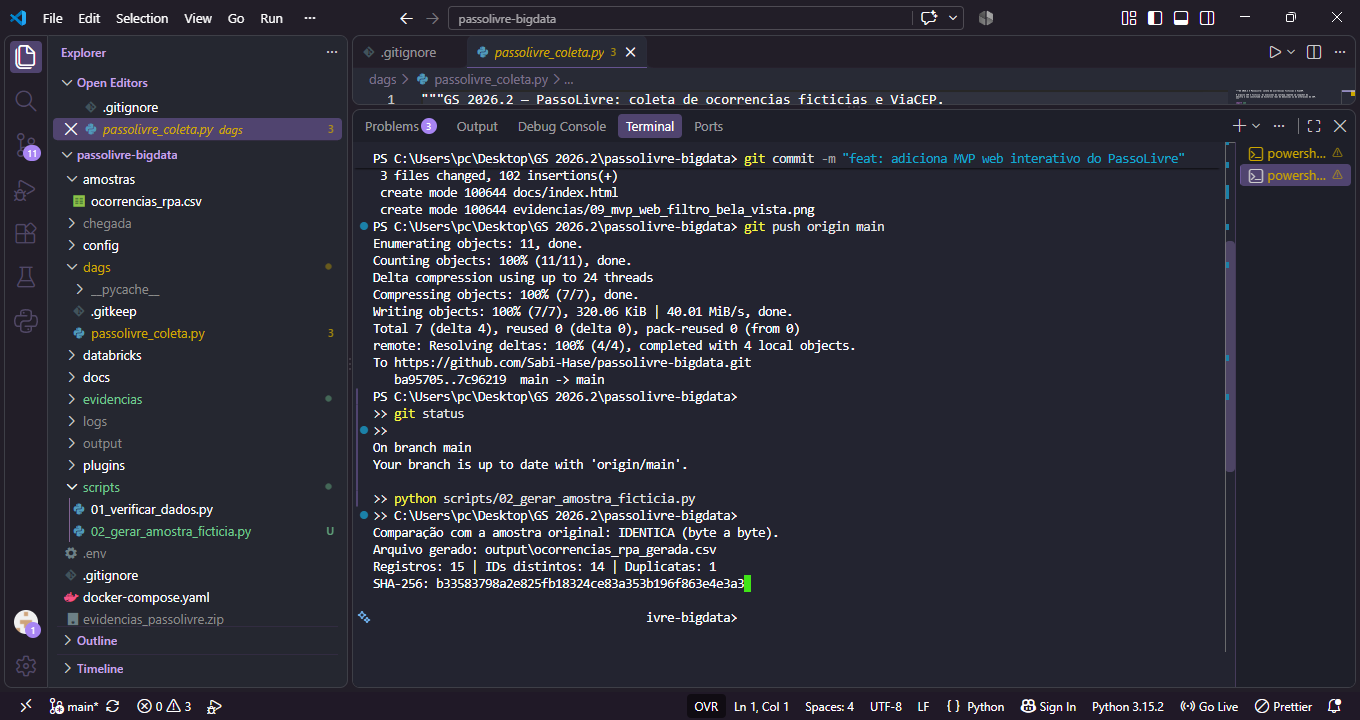 File Edit Selection View Go Run ···
passolivre-bigdata
Explorer
Open Editors
.gitignore
passolivre_coleta.py dags 3
passolivre-bigdata
amostras
ocorrencias_rpa.csv
chegada
config
dags
__pycache__
.gitkeep
passolivre_coleta.py 3
databricks
docs
evidencias
logs
output
plugins
scripts
01_verificar_dados.py
02_gerar_amostra_ficticia.py U
.env
.gitignore
docker-compose.yaml
evidencias_passolivre.zip
Outline
Timeline
11
1
.gitignore
passolivre_coleta.py 3
dags > passolivre_coleta.py > ...
1 """GS 2026.2 — PassoLivre: coleta de ocorrencias ficticias e ViaCEP.
Problems 3 Output Debug Console Terminal Ports
powersh...
powersh...
PS C:\Users\pc\Desktop\GS 2026.2\passolivre-bigdata> git commit -m "feat: adiciona MVP web interativo do PassoLivre"
3 files changed, 102 insertions(+)
create mode 100644 docs/index.html
create mode 100644 evidencias/09_mvp_web_filtro_bela_vista.png
PS C:\Users\pc\Desktop\GS 2026.2\passolivre-bigdata> git push origin main
Enumerating objects: 11, done.
Counting objects: 100% (11/11), done.
Delta compression using up to 24 threads
Compressing objects: 100% (7/7), done.
Writing objects: 100% (7/7), 320.06 KiB | 40.01 MiB/s, done.
Total 7 (delta 4), reused 0 (delta 0), pack-reused 0 (from 0)
remote: Resolving deltas: 100% (4/4), completed with 4 local objects.
To https://github.com/Sabi-Hase/passolivre-bigdata.git
ba95705..7c96219 main -> main
PS C:\Users\pc\Desktop\GS 2026.2\passolivre-bigdata>
>> git status
>>
On branch main
Your branch is up to date with 'origin/main'.
>> python scripts/02_gerar_amostra_ficticia.py
>> C:\Users\pc\Desktop\GS 2026.2\passolivre-bigdata>
Comparação com a amostra original: IDENTICA (byte a byte).
Arquivo gerado: output\ocorrencias_rpa_gerada.csv
Registros: 15 | IDs distintos: 14 | Duplicatas: 1
SHA-256: b33583798a2e825fb18324ce83a353b196f863e4e3a3
ivre-bigdata>
main* 0 3 OVR Ln 1, Col 1 Spaces: 4 UTF-8 LF {} Python Sign In Python 3.15.2 Go Live Prettier